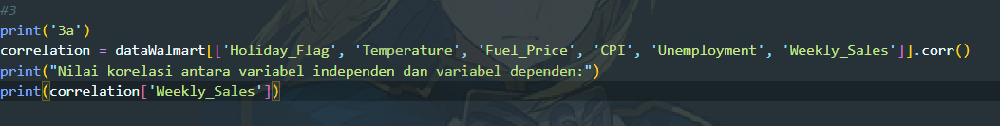 #3
print('3a')
correlation = dataWalmart[['Holiday_Flag', 'Temperature', 'Fuel_Price', 'CPI', 'Unemployment', 'Weekly_Sales']].corr()
print("Nilai korelasi antara variabel independen dan variabel dependen:")
print(correlation['Weekly_Sales'])